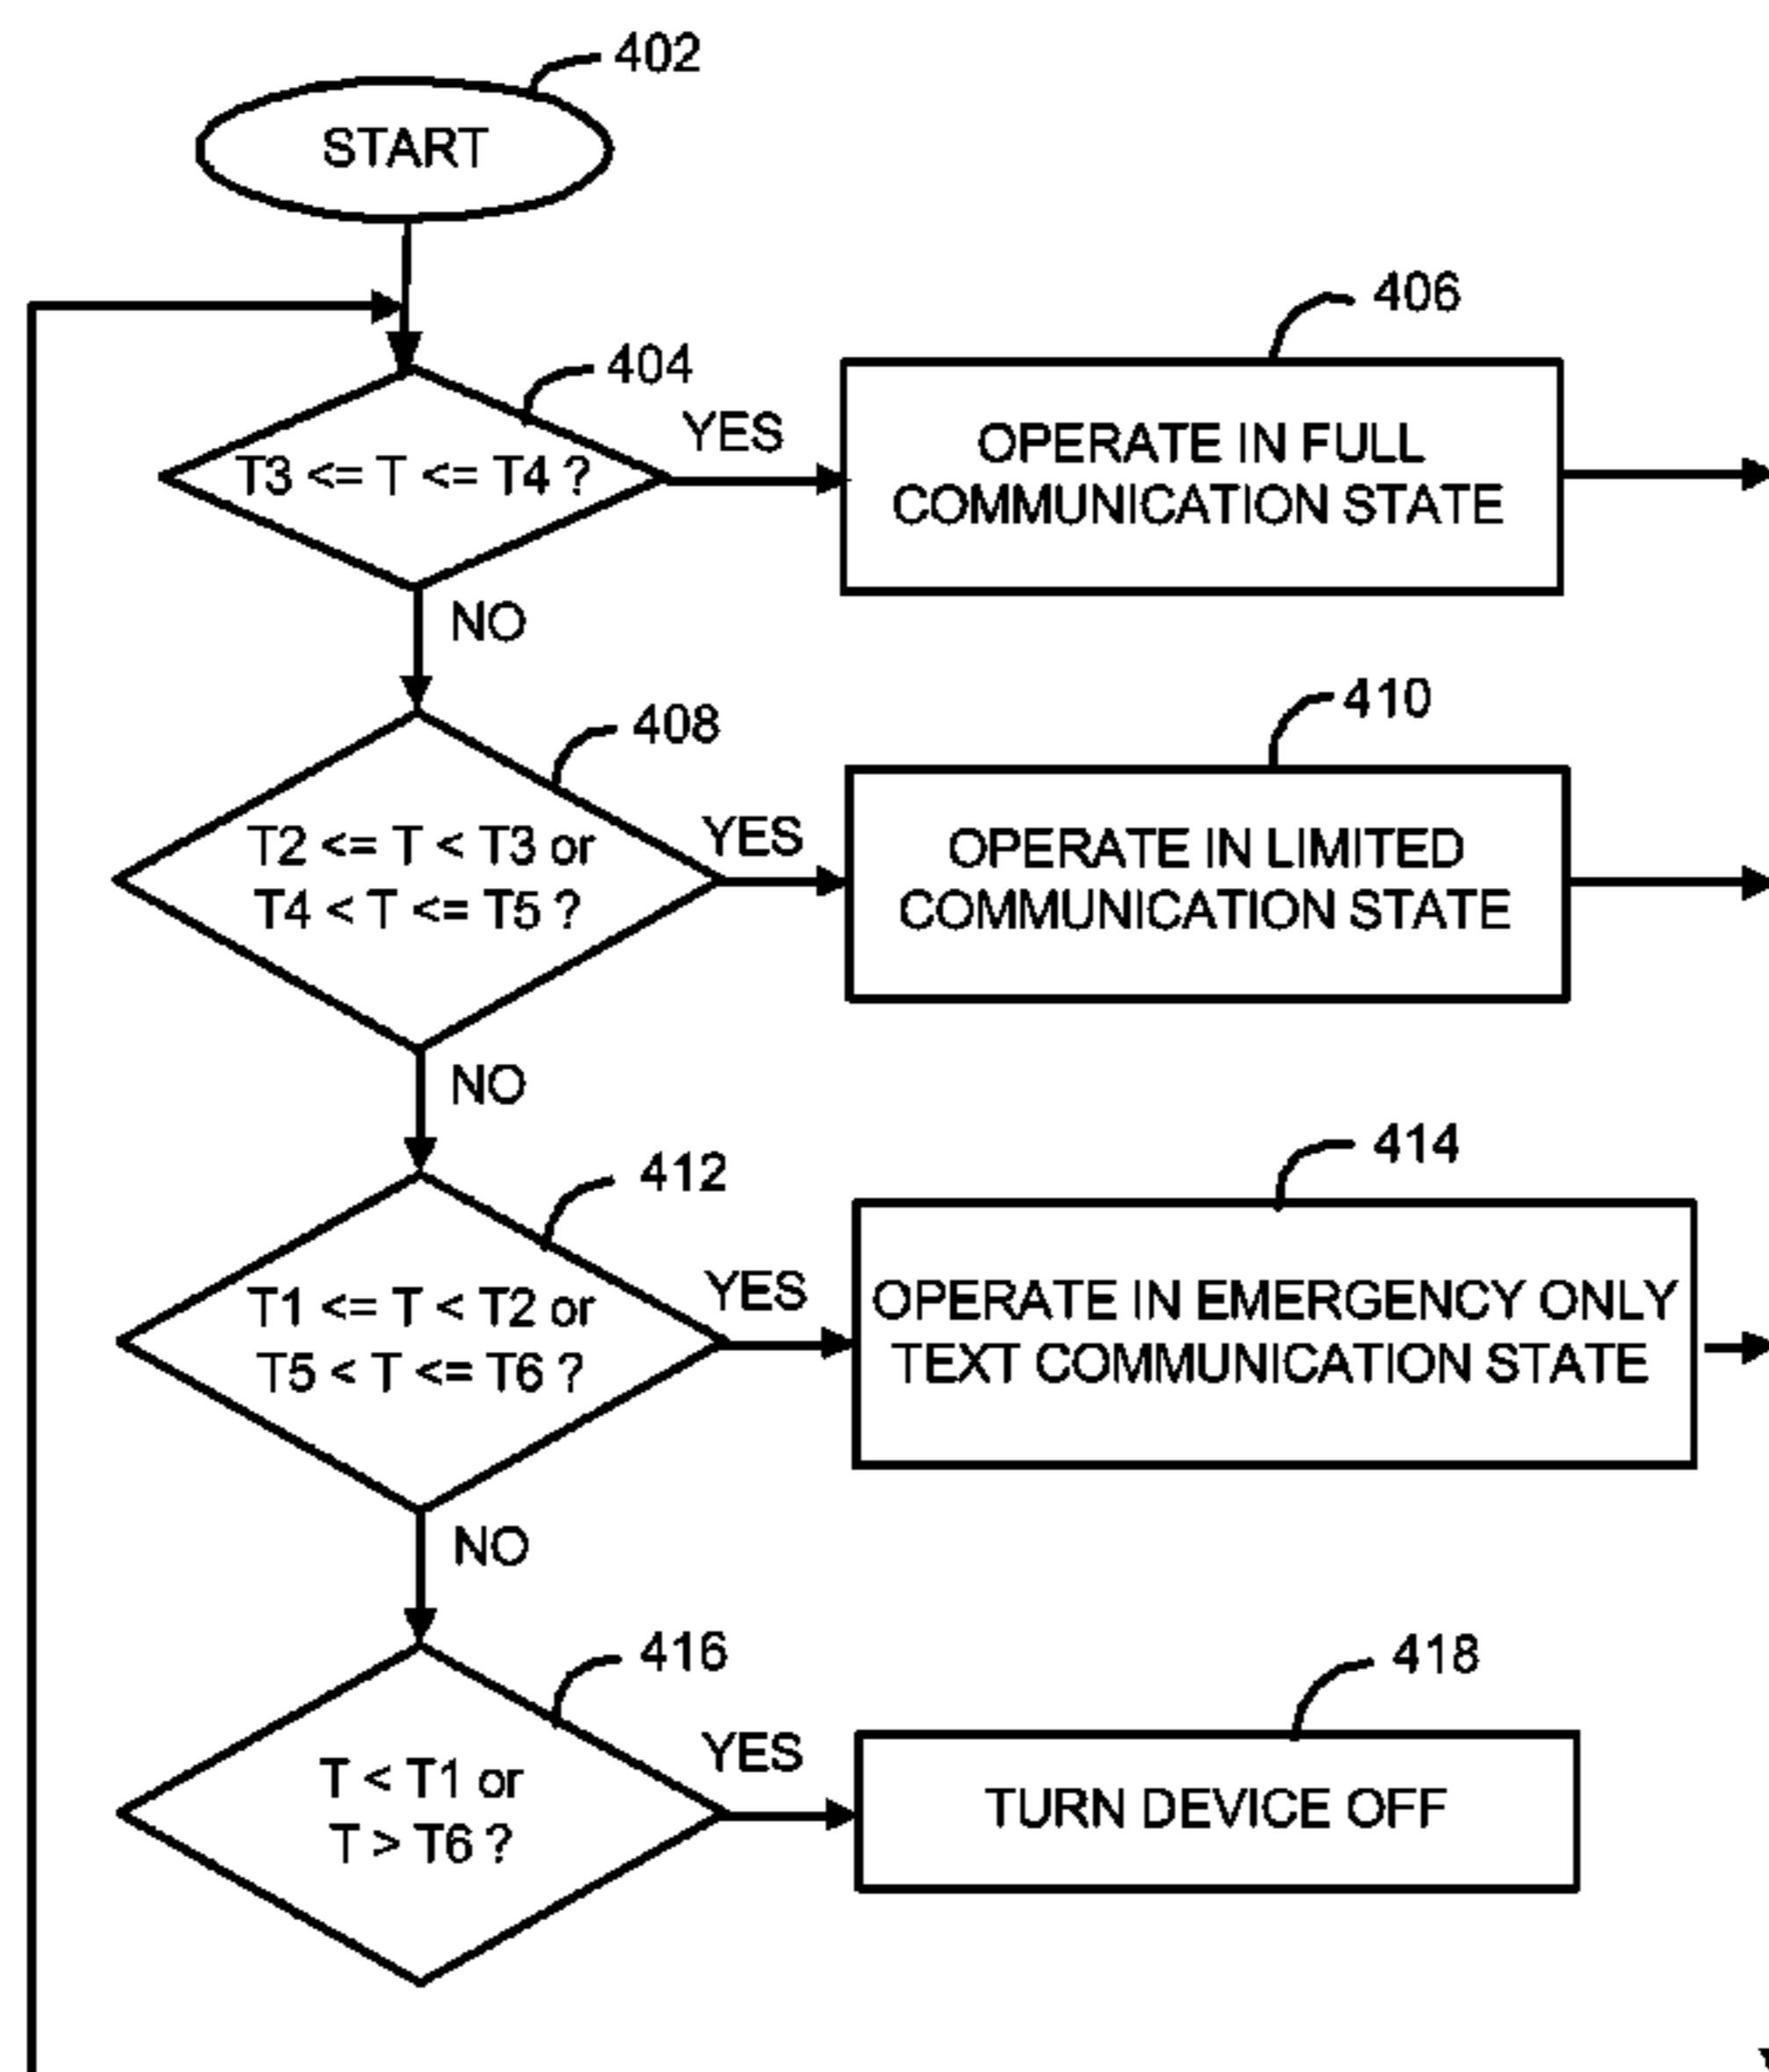 402
START
406
404
YES
T3 <= T <= T4 ?
OPERATE IN FULL
COMMUNICATION STATE
NO
410
408
YES
T2 <= T < T3 or
T4 < T <= T5 ?
OPERATE IN LIMITED
COMMUNICATION STATE
NO
414
412
YES
T1 <= T < T2 or
T5 < T <= T6 ?
OPERATE IN EMERGENCY ONLY
TEXT COMMUNICATION STATE
NO
416
418
YES
T < T1 or
T > T6 ?
TURN DEVICE OFF